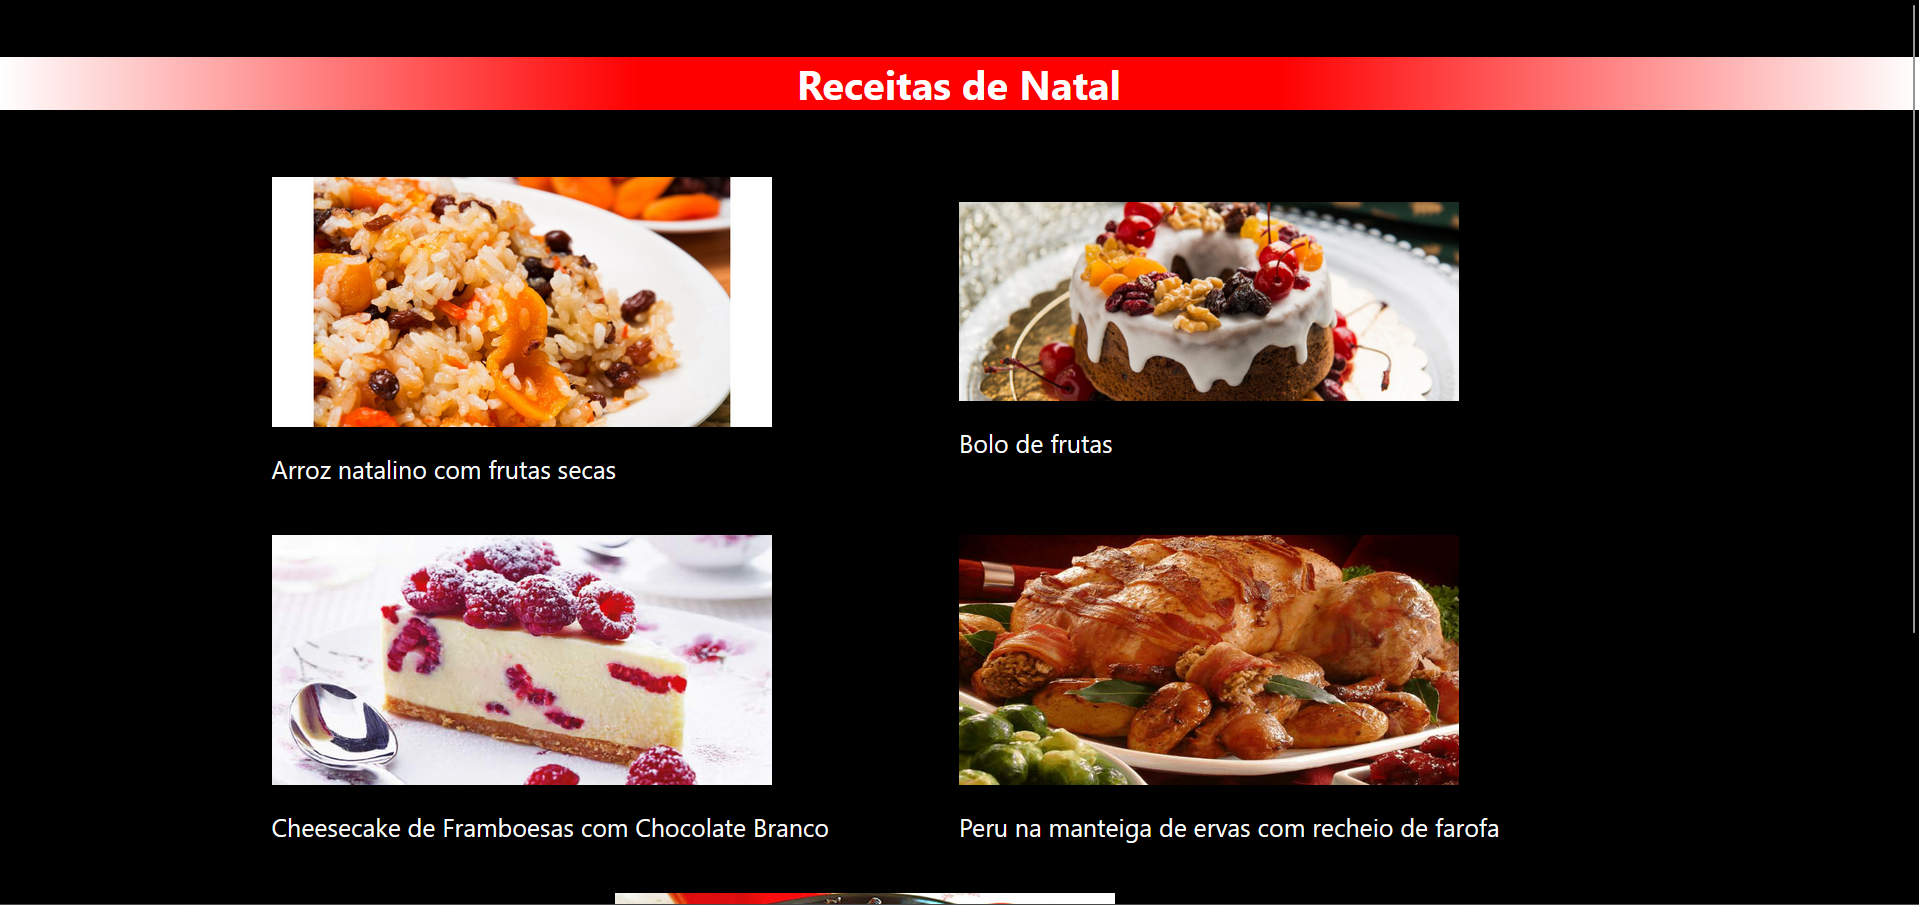 Receitas de Natal
Arroz natalino com frutas secas
Bolo de frutas
Cheesecake de Framboesas com Chocolate Branco
Peru na manteiga de ervas com recheio de farofa